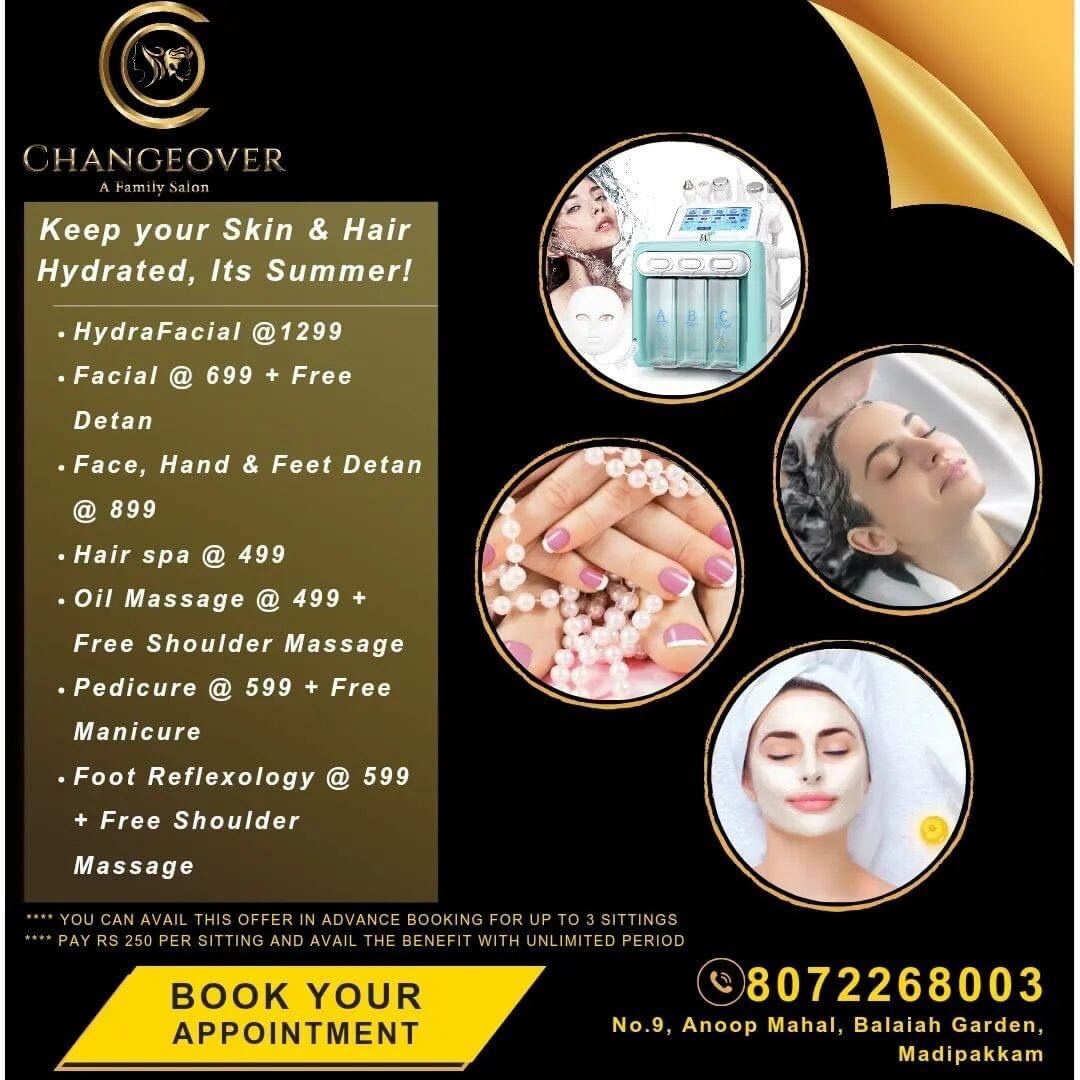 CHANGEOVER
A Family Salon
Keep your Skin & Hair
Hydrated, Its Summer!
• HydraFacial @1299
• Facial @ 699 + Free
Detan
• Face, Hand & Feet Detan
@ 899
• Hair spa @ 499
• Oil Massage @ 499 +
Free Shoulder Massage
• Pedicure @ 599 + Free
Manicure
• Foot Reflexology @ 599
+ Free Shoulder
Massage
A B C
**** YOU CAN AVAIL THIS OFFER IN ADVANCE BOOKING FOR UP TO 3 SITTINGS
**** PAY RS 250 PER SITTING AND AVAIL THE BENEFIT WITH UNLIMITED PERIOD
BOOK YOUR
APPOINTMENT
8072268003
No.9, Anoop Mahal, Balaiah Garden,
Madipakkam